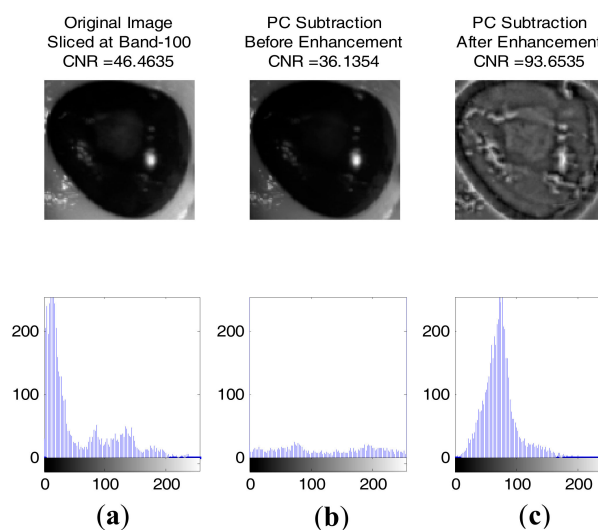 Original Image
Sliced at Band-100
CNR =46.4635
PC Subtraction
Before Enhancement
CNR =36.1354
PC Subtraction
After Enhancement
CNR =93.6535
200
100
0
0 100 200
(a)
200
100
0
0 100 200
(b)
200
100
0
0 100 200
(c)